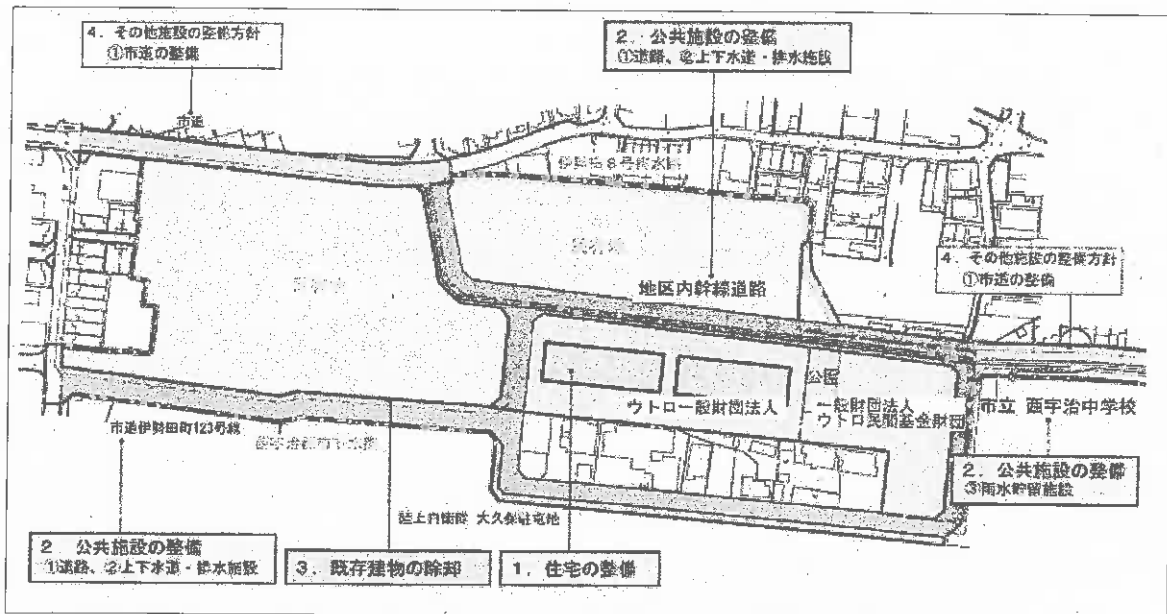 4. その他施設の整備方針
①市道の整備
2. 公共施設の整備
①道路、②上下水道・排水施設
市道
民有地
4. その他施設の整備方針
①市道の整備
地区内幹線道路
公園
ウトロ一般財団法人
一般財団法人
ウトロ民間基金財団
市立 西宇治中学校
市道伊勢田町123号線
2. 公共施設の整備
③雨水貯留施設
陸上自衛隊 大久保駐屯地
2 公共施設の整備
①道路、②上下水道・排水施設
3. 既存建物の除却
1. 住宅の整備